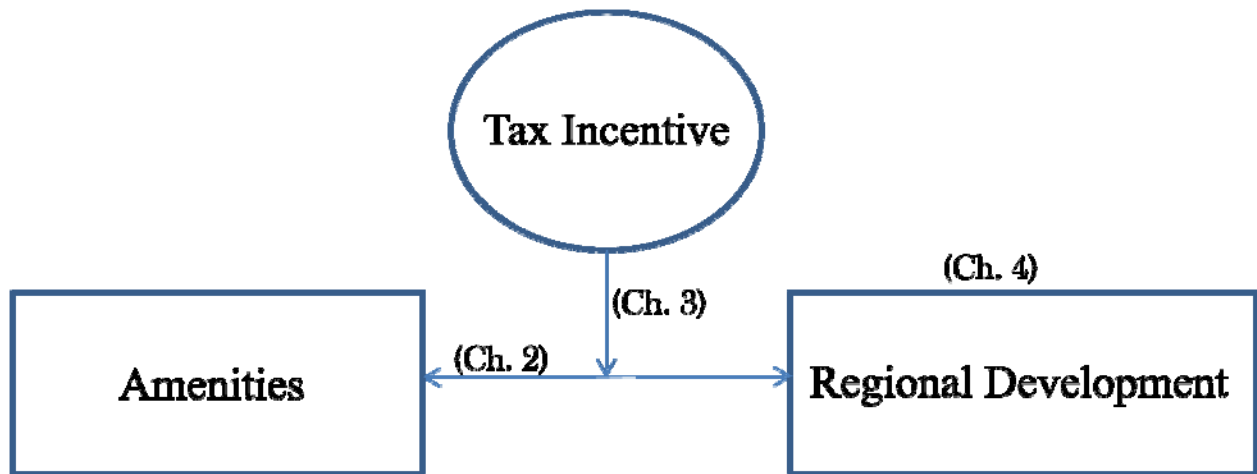 Tax Incentive
(Ch. 4)
(Ch. 3)
(Ch. 2)
Amenities
Regional Development